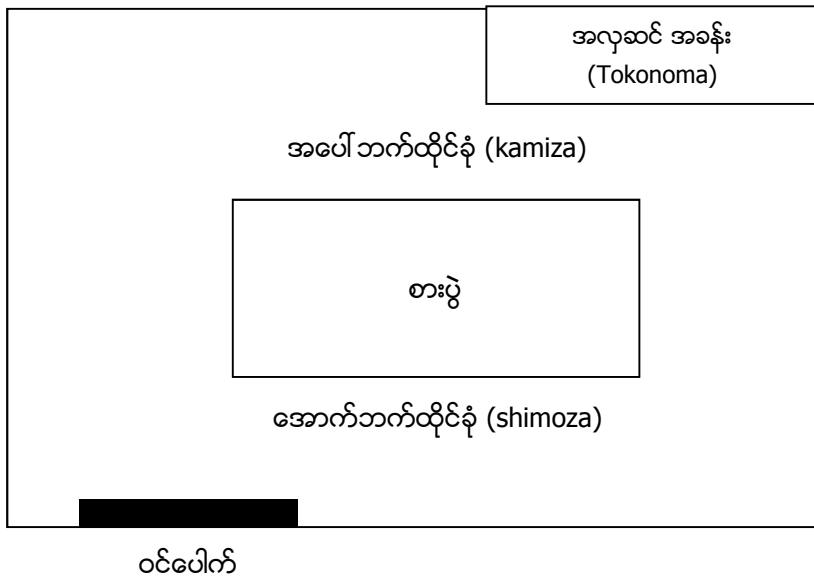 အလှဆင် အခန်း
(Tokonoma)
အပေါ်ဘက်ထိုင်ခုံ (kamiza)
စားပွဲ
အောက်ဘက်ထိုင်ခုံ (shimoza)
ဝင်ပေါက်